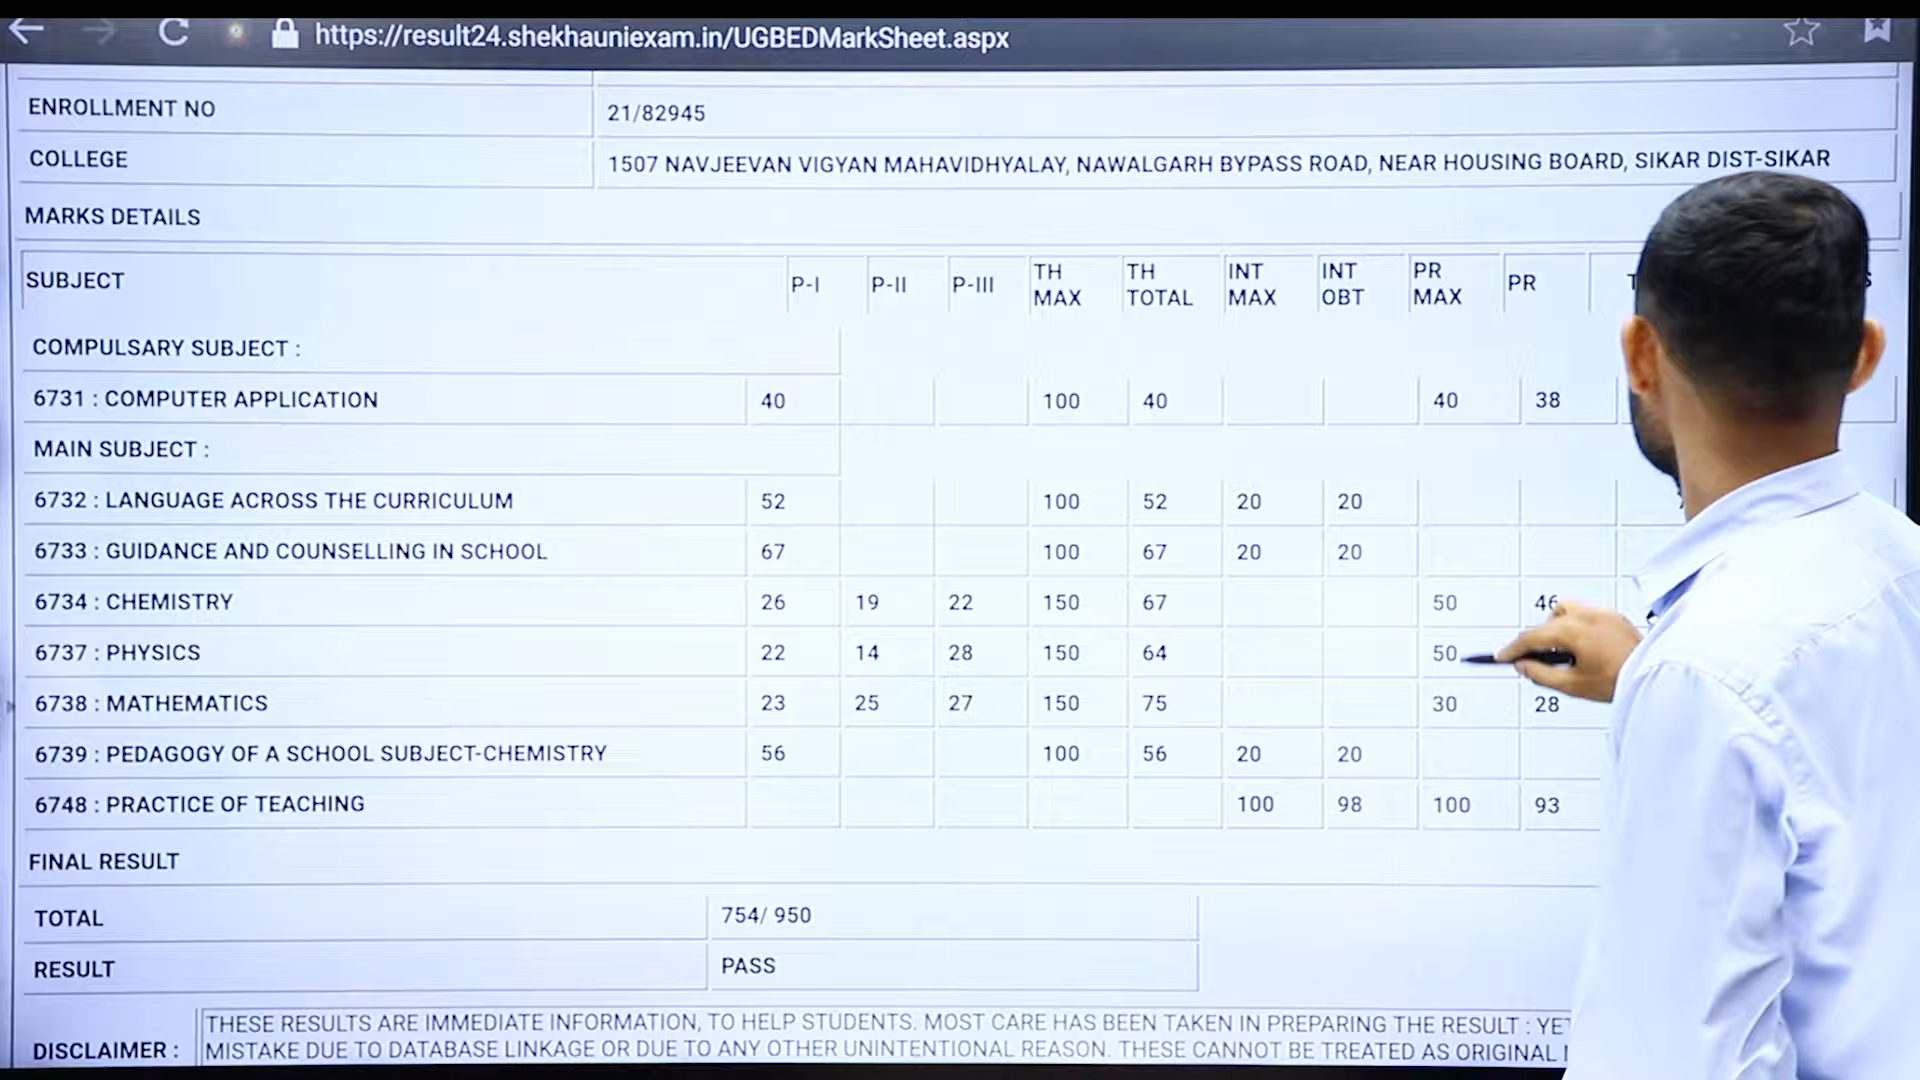 https://result24.shekhauniexam.in/UGBEDMarkSheet.aspx
ENROLLMENT NO 21/82945
COLLEGE 1507 NAVJEEVAN VIGYAN MAHAVIDHYALAY, NAWALGARH BYPASS ROAD, NEAR HOUSING BOARD, SIKAR DIST-SIKAR
MARKS DETAILS
SUBJECT P-I P-II P-III TH MAX TH TOTAL INT MAX INT OBT PR MAX PR
COMPULSARY SUBJECT :
6731 : COMPUTER APPLICATION 40 100 40 40 38
MAIN SUBJECT :
6732 : LANGUAGE ACROSS THE CURRICULUM 52 100 52 20 20
6733 : GUIDANCE AND COUNSELLING IN SCHOOL 67 100 67 20 20
6734 : CHEMISTRY 26 19 22 150 67 50 46
6737 : PHYSICS 22 14 28 150 64 50
6738 : MATHEMATICS 23 25 27 150 75 30 28
6739 : PEDAGOGY OF A SCHOOL SUBJECT-CHEMISTRY 56 100 56 20 20
6748 : PRACTICE OF TEACHING 100 98 100 93
FINAL RESULT
TOTAL 754/ 950
RESULT PASS
DISCLAIMER : THESE RESULTS ARE IMMEDIATE INFORMATION, TO HELP STUDENTS. MOST CARE HAS BEEN TAKEN IN PREPARING THE RESULT : YET
MISTAKE DUE TO DATABASE LINKAGE OR DUE TO ANY OTHER UNINTENTIONAL REASON. THESE CANNOT BE TREATED AS ORIGINAL